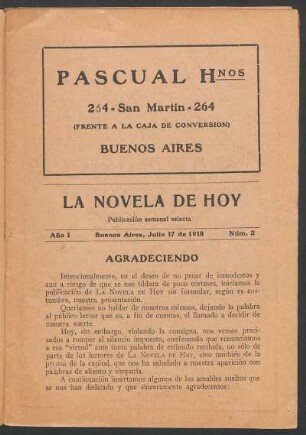 PASCUAL HNOS
264 - San Martín - 264
(FRENTE A LA CAJA DE CONVERSION)
BUENOS AIRES
LA NOVELA DE HOY
Publicación semanal selecta
Año I Buenos Aires, Julio 17 de 1918 Núm. 2
AGRADECIENDO
Intencionalmente, en el deseo de no pecar de inmodestos y
aun a riesgo de que se nos tildara de poco corteses, iniciamos la
publicación de LA NOVELA DE HOY sin formular, según es cos-
tumbre, nuestra presentación.
Queríamos no hablar de nosotros mismos, dejando la palabra
al público lector que es, a fin de cuentas, el llamado a decidir de
nuestra suerte.
Hoy, sin embargo, violando la consigna, nos vemos preci-
sados a romper el silencio impuesto, confesando que renunciamos
a esa "virtud" ante tanta palabra de estímulo recibida, no sólo de
parte de los lectores de LA NOVELA DE HOY, sino también de la
prensa de la capital, que nos ha saludado a nuestra aparición con
palabras de aliento y simpatía.
A continuación insertamos algunos de los amables sueltos que
se nos han dedicado y que sinceramente agradecemos: